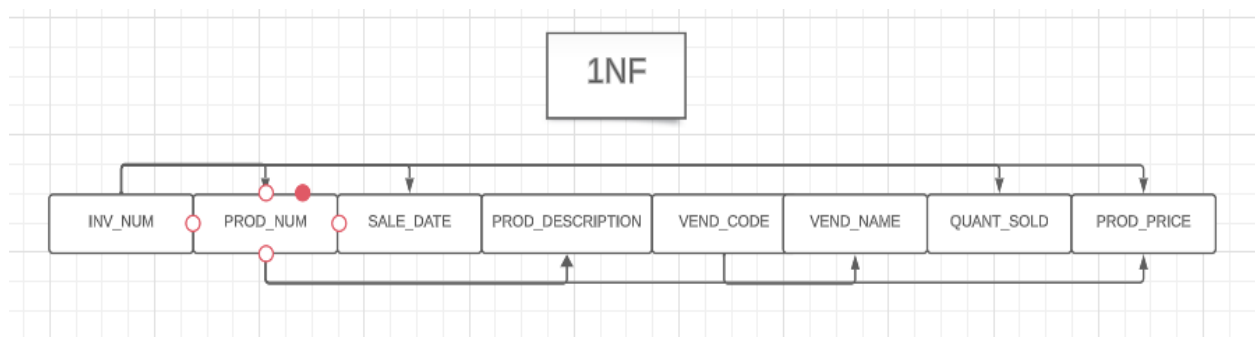 1NF
INV_NUM PROD_NUM SALE_DATE PROD_DESCRIPTION VEND_CODE VEND_NAME QUANT_SOLD PROD_PRICE